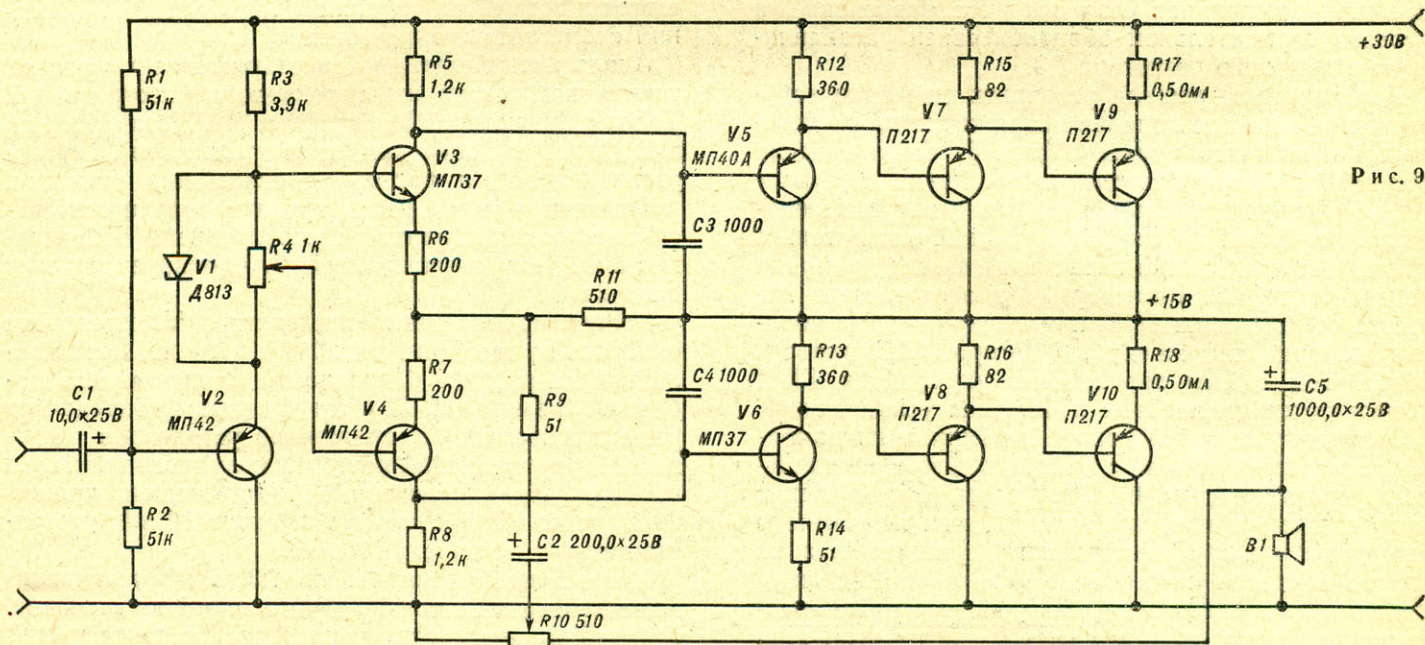 +30В
R1
51к
R3
3,9к
R5
1,2к
R12
360
R15
82
R17
0,50МА
V3
МП37
V5
МП40А
V7
П217
V9
П217
Рис. 9
V1
Д813
R4 1к
R6
200
C3 1000
R11
510
+15В
C1
10,0×25В
V2
МП42
R7
200
V4
МП42
R9
51
C4 1000
R13
360
R16
82
R18
0,50МА
V6
МП37
V8
П217
V10
П217
C5
1000,0×25В
R2
51к
R8
1,2к
C2 200,0×25В
R14
51
B1
R10 510